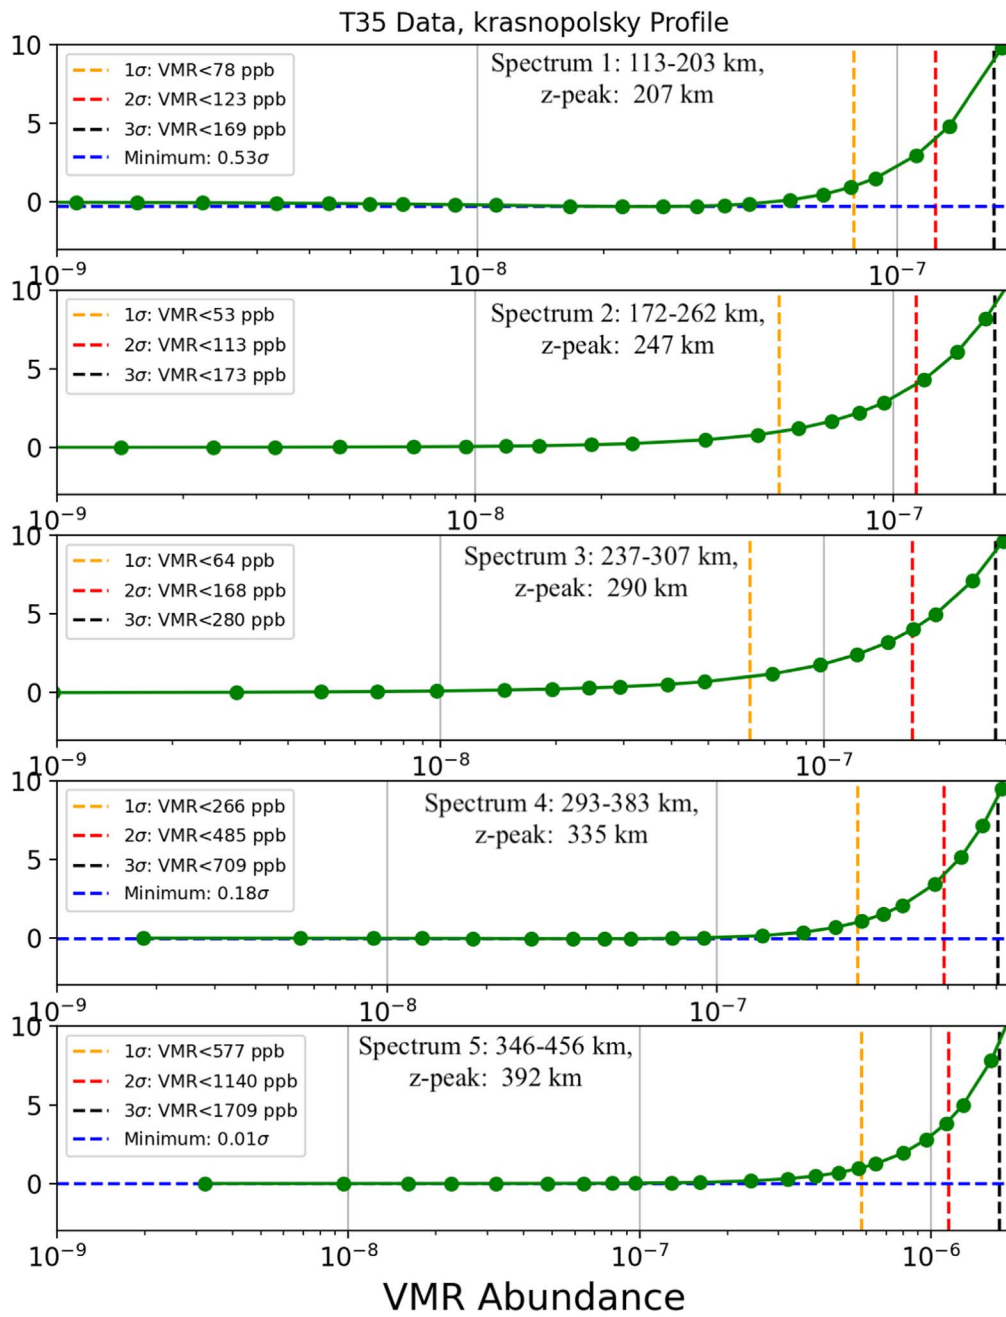 T35 Data, krasnopolsky Profile
10
5
0
1σ: VMR<78 ppb
2σ: VMR<123 ppb
3σ: VMR<169 ppb
Minimum: 0.53σ
Spectrum 1: 113-203 km,
z-peak: 207 km
10⁻⁹ 10⁻⁸ 10⁻⁷
10
5
0
1σ: VMR<53 ppb
2σ: VMR<113 ppb
3σ: VMR<173 ppb
Spectrum 2: 172-262 km,
z-peak: 247 km
10⁻⁹ 10⁻⁸ 10⁻⁷
10
5
0
1σ: VMR<64 ppb
2σ: VMR<168 ppb
3σ: VMR<280 ppb
Spectrum 3: 237-307 km,
z-peak: 290 km
10⁻⁹ 10⁻⁸ 10⁻⁷
10
5
0
1σ: VMR<266 ppb
2σ: VMR<485 ppb
3σ: VMR<709 ppb
Minimum: 0.18σ
Spectrum 4: 293-383 km,
z-peak: 335 km
10⁻⁹ 10⁻⁸ 10⁻⁷
10
5
0
1σ: VMR<577 ppb
2σ: VMR<1140 ppb
3σ: VMR<1709 ppb
Minimum: 0.01σ
Spectrum 5: 346-456 km,
z-peak: 392 km
10⁻⁹ 10⁻⁸ 10⁻⁷ 10⁻⁶
VMR Abundance